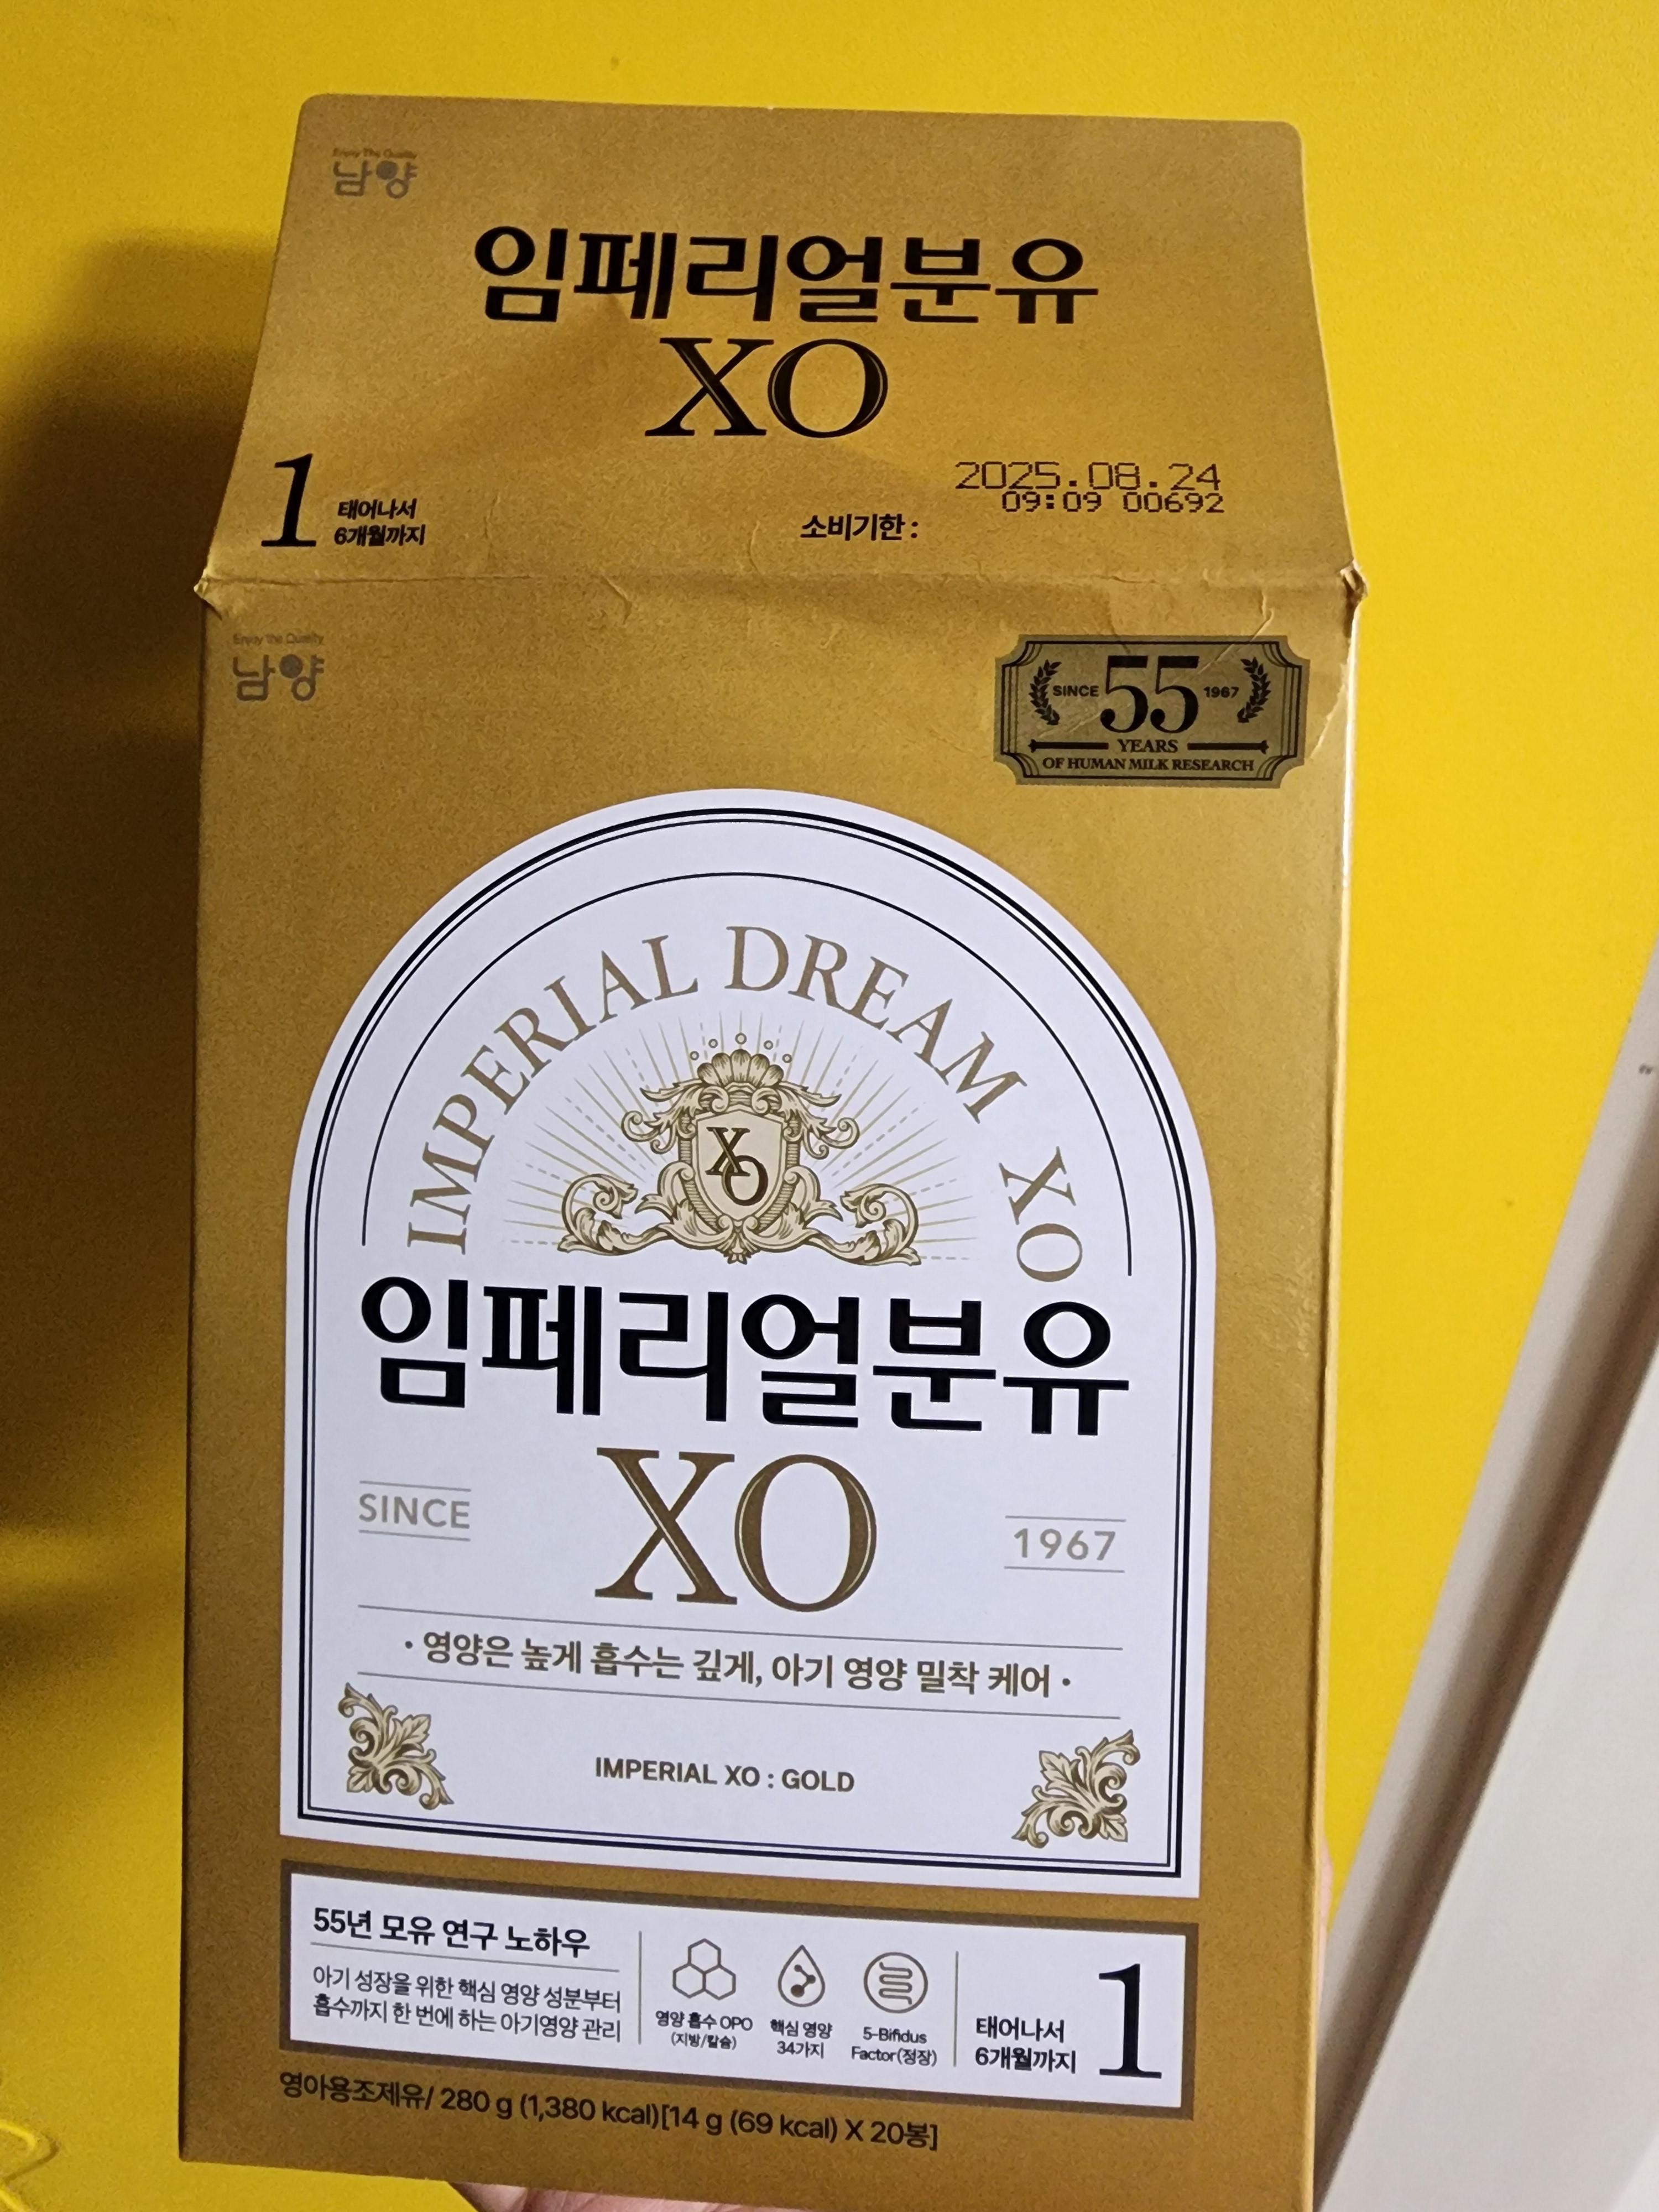 Enjoy The Quality
남양
임페리얼분유
XO
1
태어나서
6개월까지
2025.08.24
09:09 00692
소비기한 :
Enjoy the Quality
남양
SINCE 55 1967
YEARS
OF HUMAN MILK RESEARCH
IMPERIAL DREAM XO
XO
임페리얼분유
XO
SINCE
1967
· 영양은 높게 흡수는 깊게, 아기 영양 밀착 케어 ·
IMPERIAL XO : GOLD
55년 모유 연구 노하우
아기 성장을 위한 핵심 영양 성분부터
흡수까지 한 번에 하는 아기영양 관리
영양 흡수 OPO
(지방/칼슘)
핵심 영양
34가지
5-Bifidus
Factor(정장)
태어나서
6개월까지
1
영아용조제유/ 280 g (1,380 kcal)[14 g (69 kcal) X 20봉]